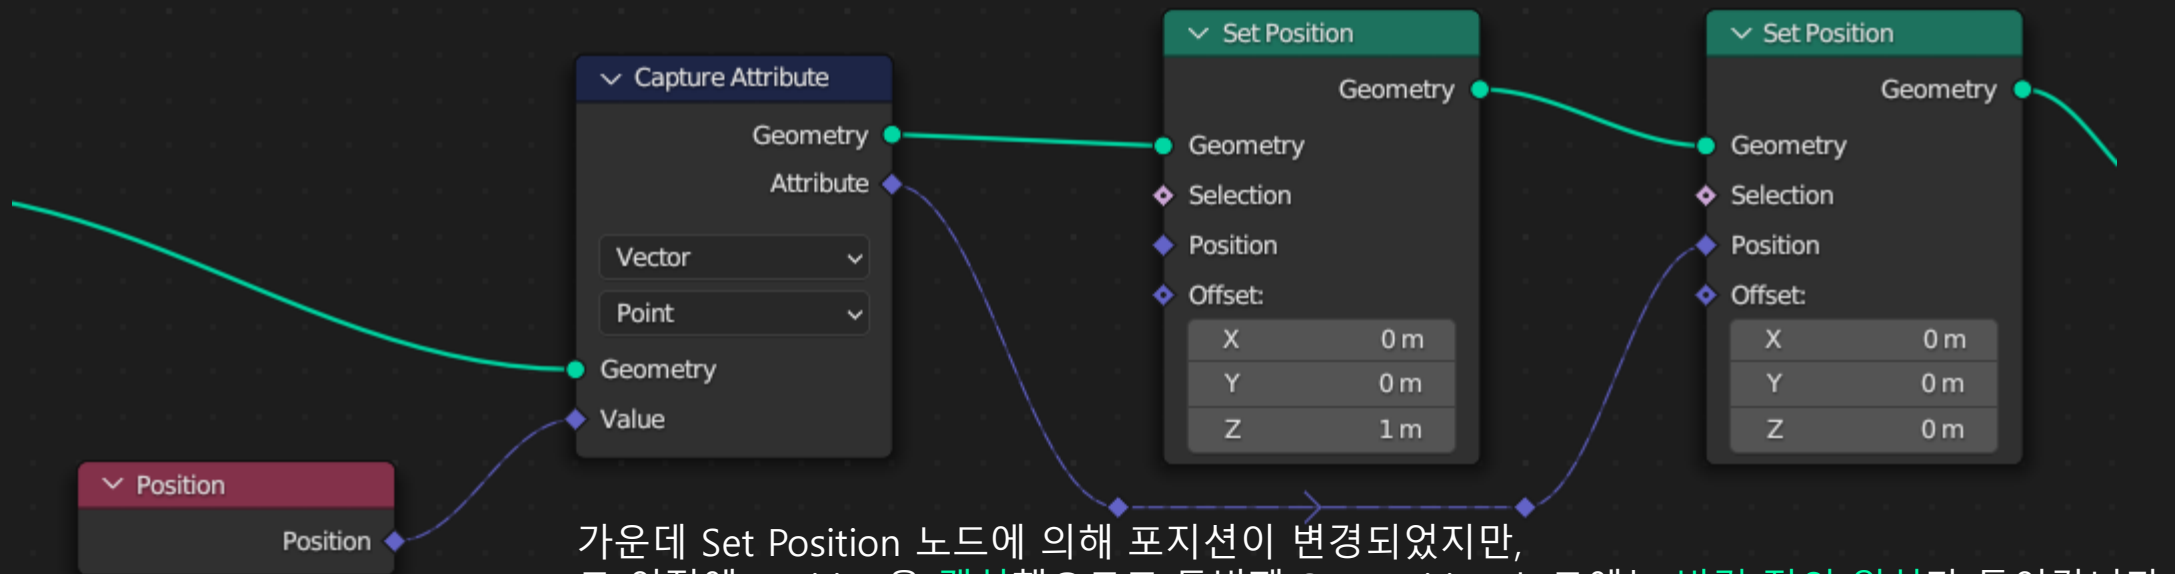 Set Position
Set Position
Capture Attribute
Geometry
Geometry
Geometry
Attribute
Geometry
Geometry
Selection
Selection
Vector
Position
Position
Point
Offset:
Offset:
X 0 m
X 0 m
Geometry
Y 0 m
Y 0 m
Value
Z 1 m
Z 0 m
Position
Position
가운데 Set Position 노드에 의해 포지션이 변경되었지만,